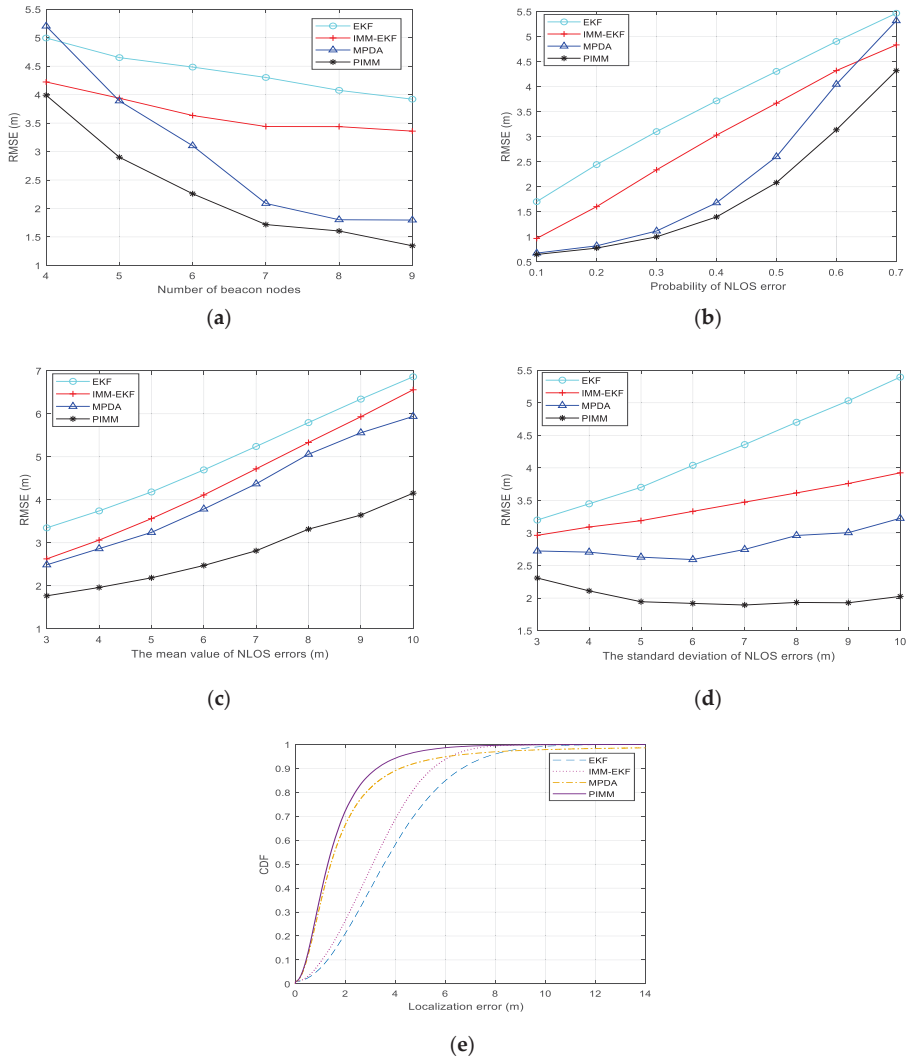 5.5
5
4.5
4
3.5
3
2.5
2
1.5
1
RMSE (m)
EKF
IMM-EKF
MPDA
PIMM
4 5 6 7 8 9
Number of beacon nodes
(a)
5.5
5
4.5
4
3.5
3
2.5
2
1.5
1
0.5
RMSE (m)
EKF
IMM-EKF
MPDA
PIMM
0.1 0.2 0.3 0.4 0.5 0.6 0.7
Probability of NLOS error
(b)
7
6
5
4
3
2
1
RMSE (m)
EKF
IMM-EKF
MPDA
PIMM
3 4 5 6 7 8 9 10
The mean value of NLOS errors (m)
(c)
5.5
5
4.5
4
3.5
3
2.5
2
1.5
RMSE (m)
EKF
IMM-EKF
MPDA
PIMM
3 4 5 6 7 8 9 10
The standard deviation of NLOS errors (m)
(d)
1
0.9
0.8
0.7
0.6
0.5
0.4
0.3
0.2
0.1
0
CDF
EKF
IMM-EKF
MPDA
PIMM
0 2 4 6 8 10 12 14
Localization error (m)
(e)